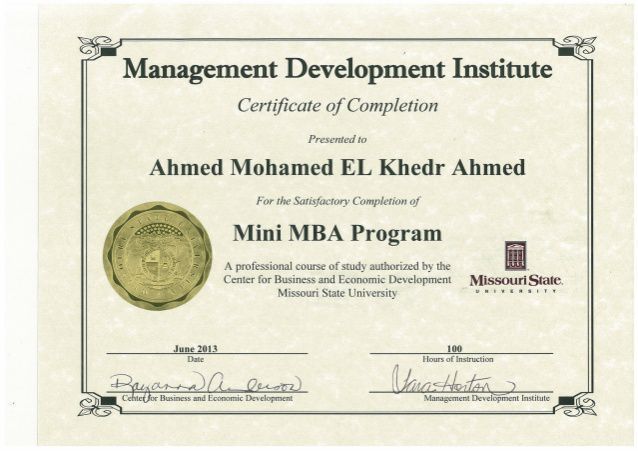 Management Development Institute
Certificate of Completion
Presented to
Ahmed Mohamed EL Khedr Ahmed
For the Satisfactory Completion of
Mini MBA Program
A professional course of study authorized by the
Center for Business and Economic Development
Missouri State University
Missouri State.
UNIVERSITY
June 2013
Date
100
Hours of Instruction
Rayanna Anderson
Center for Business and Economic Development
Management Development Institute